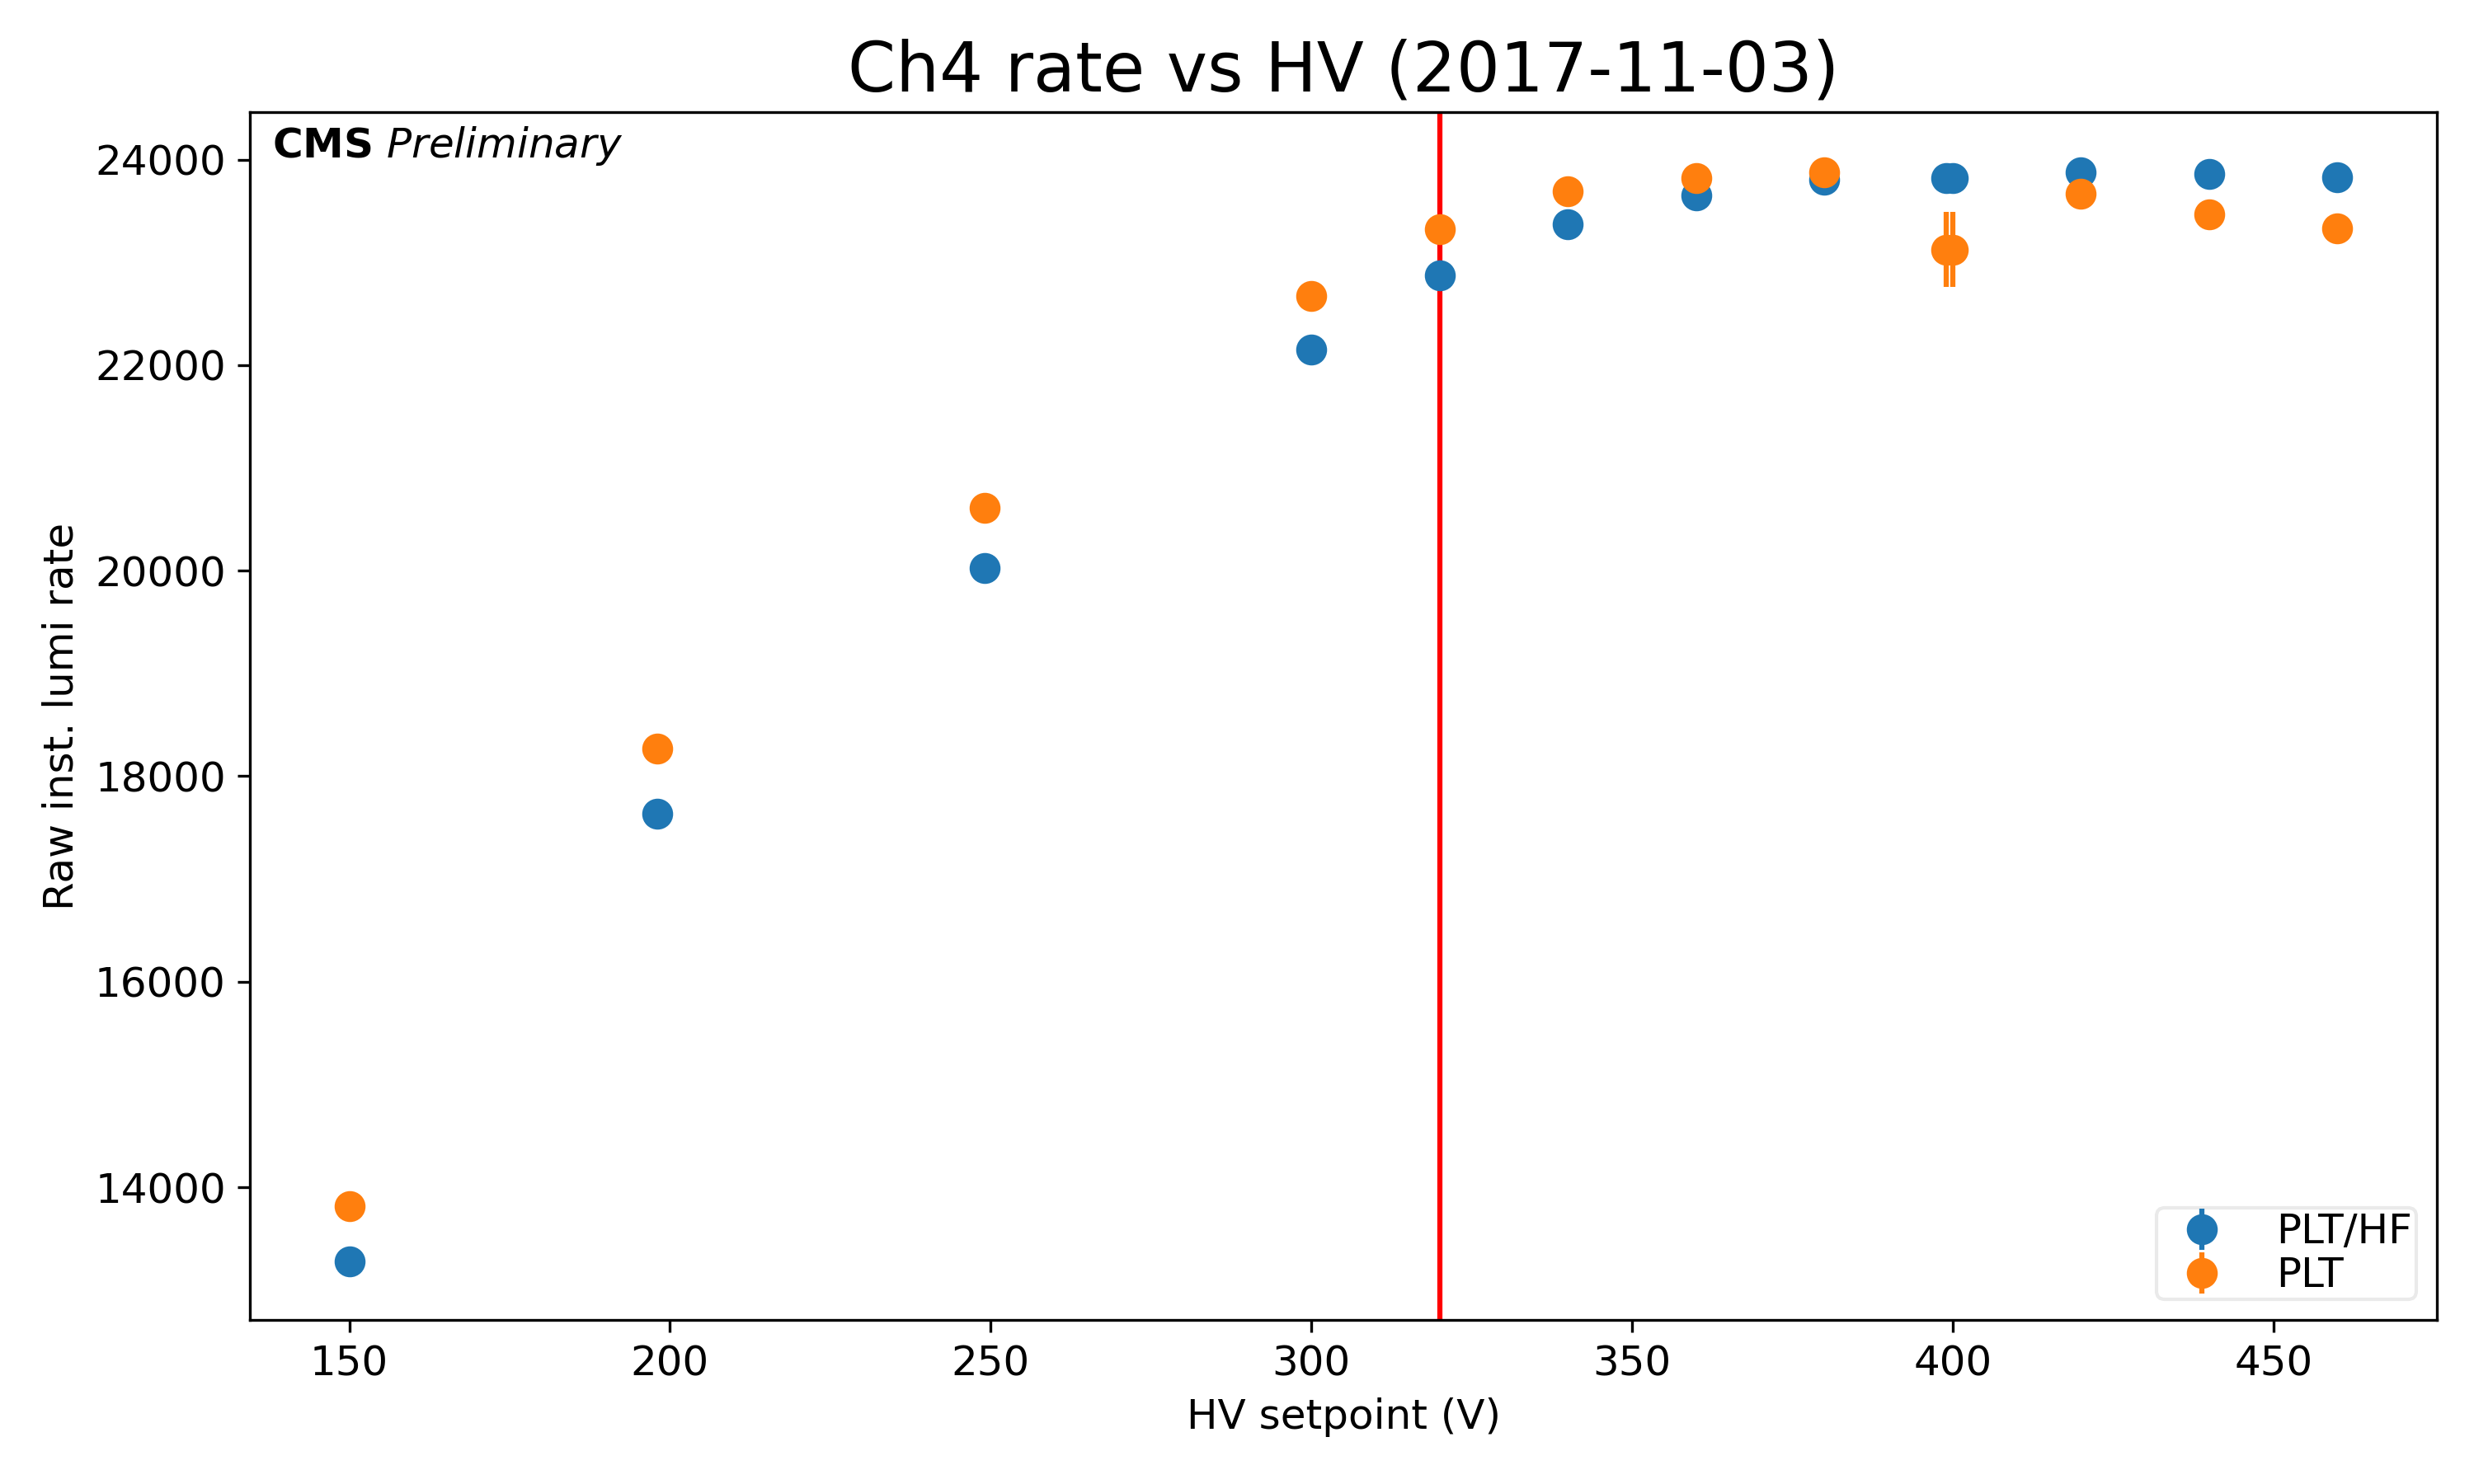 Ch4 rate vs HV (2017-11-03)
CMS Preliminary
24000
22000
20000
18000
16000
14000
Raw inst. lumi rate
PLT/HF
PLT
150 200 250 300 350 400 450
HV setpoint (V)